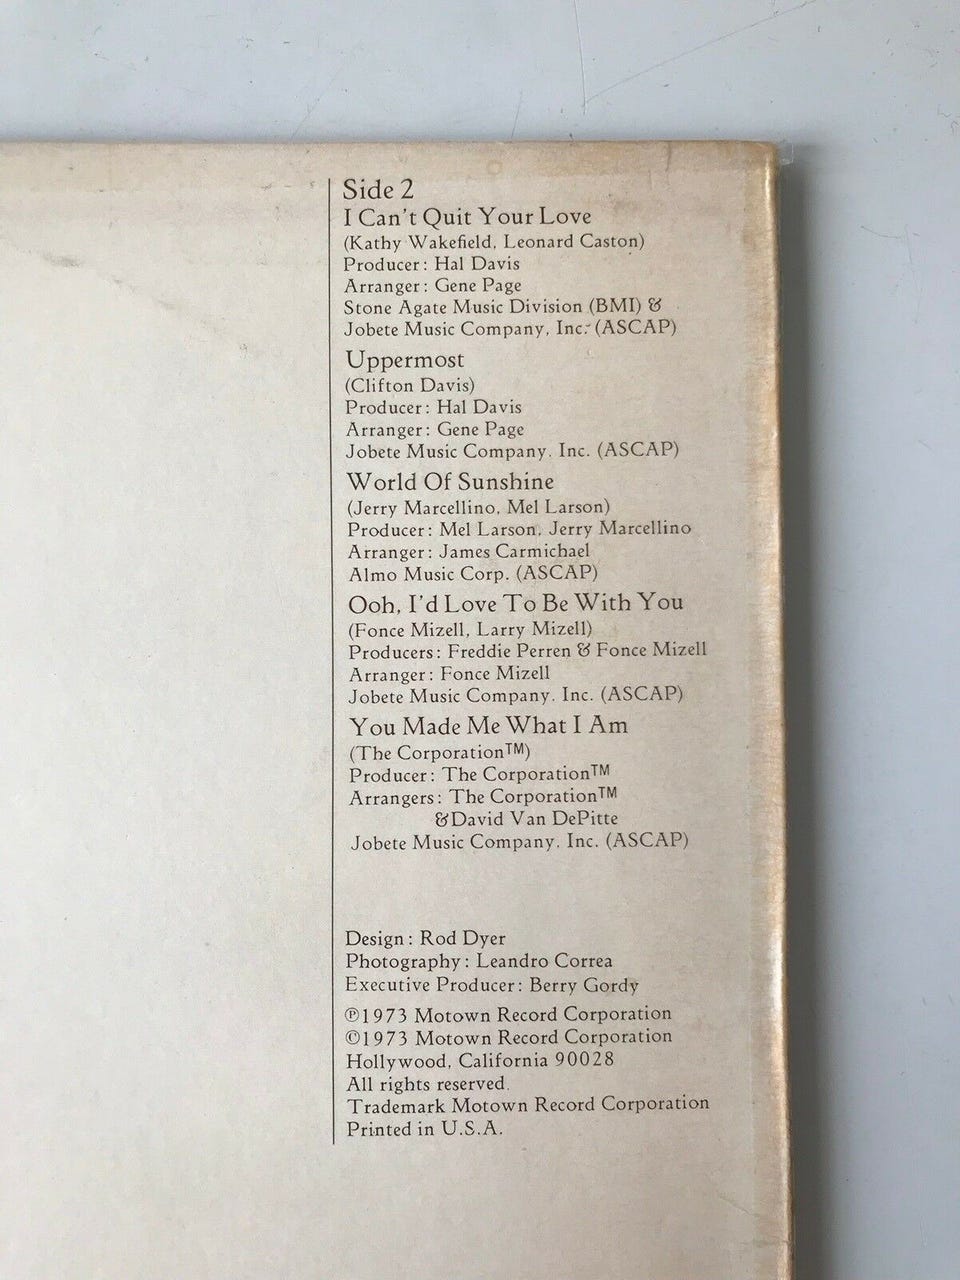 Side 2
I Can't Quit Your Love
(Kathy Wakefield, Leonard Caston)
Producer: Hal Davis
Arranger: Gene Page
Stone Agate Music Division (BMI) &
Jobete Music Company, Inc. (ASCAP)
Uppermost
(Clifton Davis)
Producer: Hal Davis
Arranger: Gene Page
Jobete Music Company, Inc. (ASCAP)
World Of Sunshine
(Jerry Marcellino, Mel Larson)
Producer: Mel Larson, Jerry Marcellino
Arranger: James Carmichael
Almo Music Corp. (ASCAP)
Ooh, I'd Love To Be With You
(Fonce Mizell, Larry Mizell)
Producers: Freddie Perren & Fonce Mizell
Arranger: Fonce Mizell
Jobete Music Company, Inc. (ASCAP)
You Made Me What I Am
(The Corporation™)
Producer: The Corporation™
Arrangers: The Corporation™
& David Van DePitte
Jobete Music Company, Inc. (ASCAP)
Design: Rod Dyer
Photography: Leandro Correa
Executive Producer: Berry Gordy
℗1973 Motown Record Corporation
©1973 Motown Record Corporation
Hollywood, California 90028
All rights reserved.
Trademark Motown Record Corporation
Printed in U.S.A.